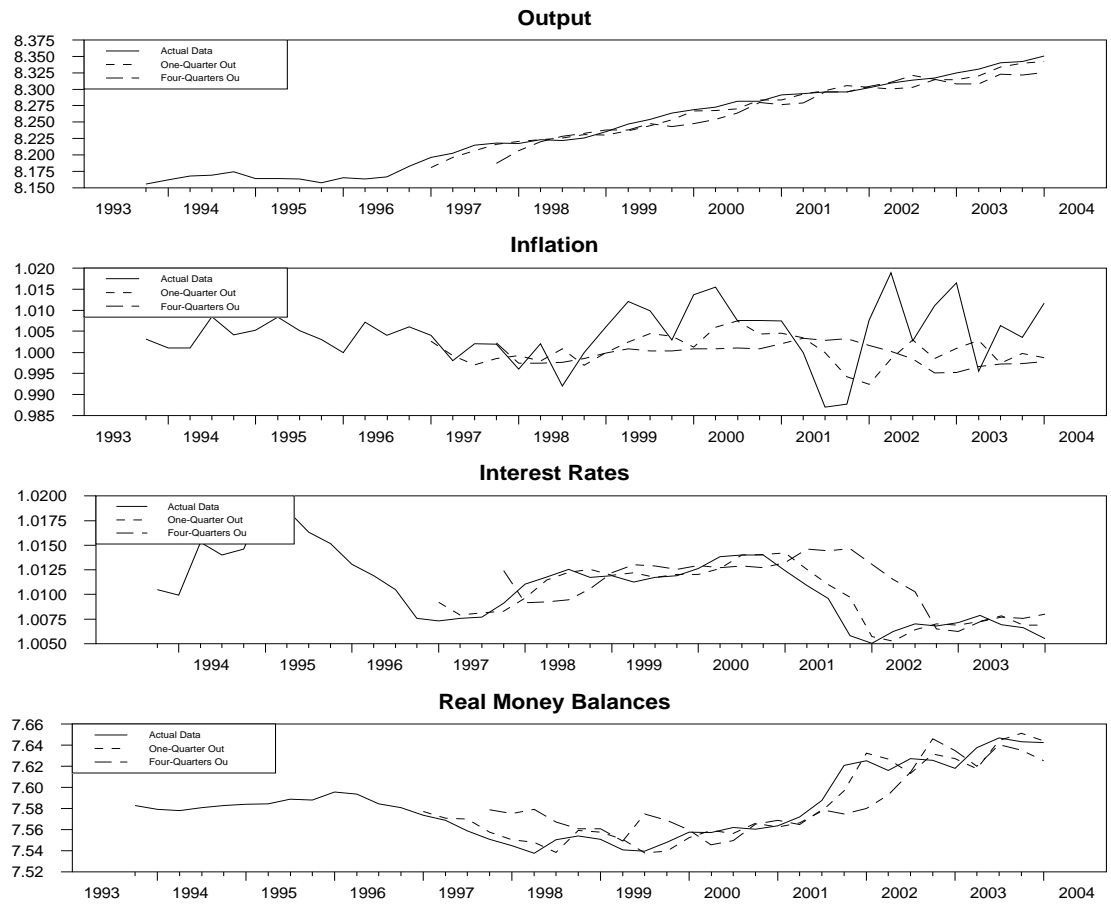 Output
8.375
8.350
8.325
8.300
8.275
8.250
8.225
8.200
8.175
8.150
Actual Data
One-Quarter Out
Four-Quarters Ou
1993 1994 1995 1996 1997 1998 1999 2000 2001 2002 2003 2004
Inflation
1.020
1.015
1.010
1.005
1.000
0.995
0.990
0.985
Actual Data
One-Quarter Out
Four-Quarters Ou
1993 1994 1995 1996 1997 1998 1999 2000 2001 2002 2003 2004
Interest Rates
1.0200
1.0175
1.0150
1.0125
1.0100
1.0075
1.0050
Actual Data
One-Quarter Out
Four-Quarters Ou
1994 1995 1996 1997 1998 1999 2000 2001 2002 2003
Real Money Balances
7.66
7.64
7.62
7.60
7.58
7.56
7.54
7.52
Actual Data
One-Quarter Out
Four-Quarters Ou
1993 1994 1995 1996 1997 1998 1999 2000 2001 2002 2003 2004